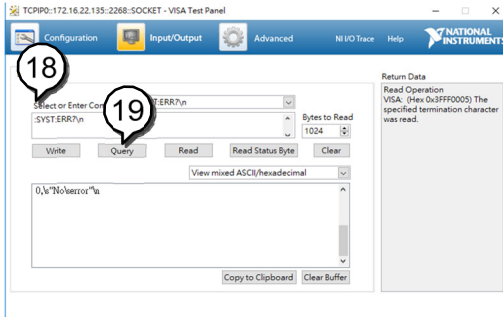 TCPIP0::172.16.22.135::2268::SOCKET - VISA Test Panel
Configuration
Input/Output
Advanced
NI I/O Trace
Help
NATIONAL
INSTRUMENTS
18
19
Return Data
Read Operation
VISA: (Hex 0x3FFF0005) The
specified termination character
was read.
Select or Enter
T:ERR?\n
:SYST:ERR?\n
Bytes to Read
1024
Write
Query
Read
Read Status Byte
Clear
View mixed ASCII/hexadecimal
0,\s"No\serror"\n
Copy to Clipboard
Clear Buffer